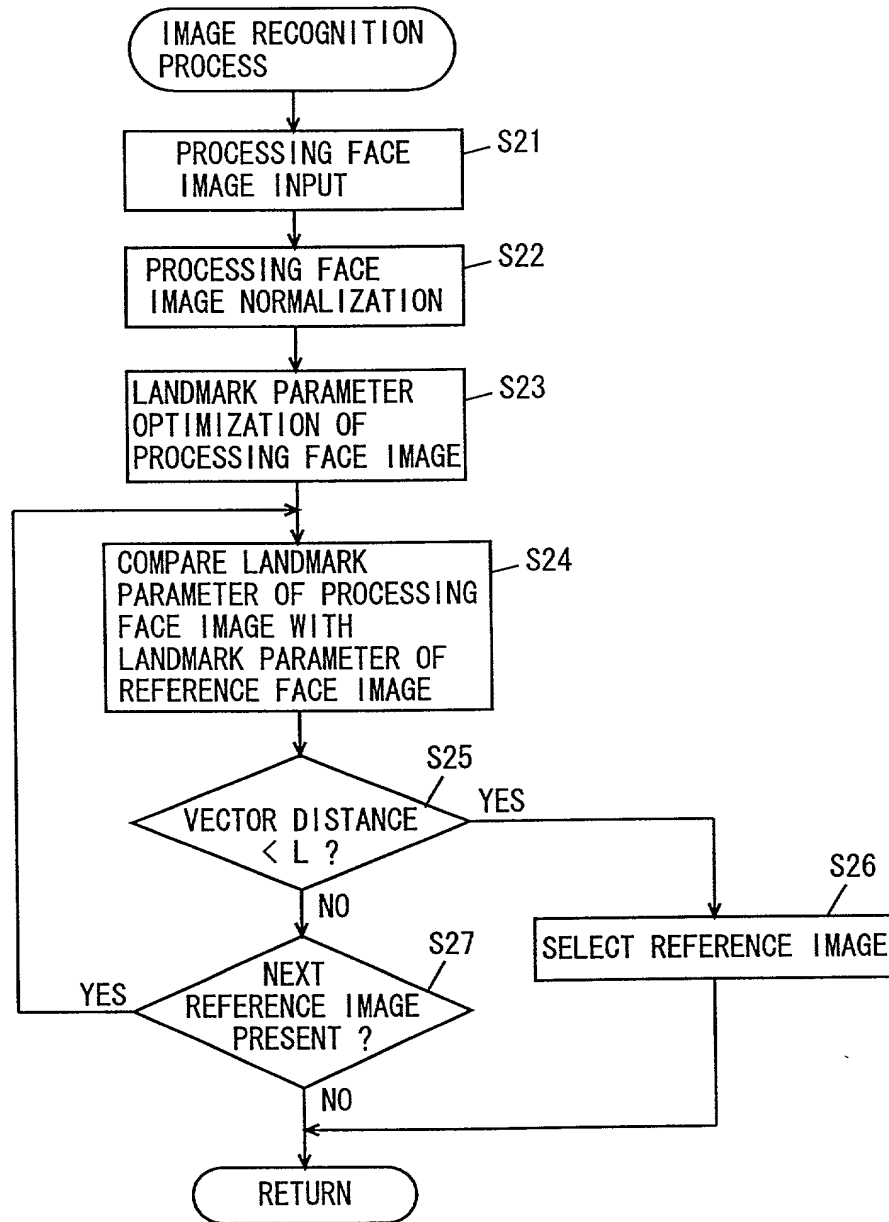 IMAGE RECOGNITION
PROCESS
PROCESSING FACE
IMAGE INPUT
S21
PROCESSING FACE
IMAGE NORMALIZATION
S22
LANDMARK PARAMETER
OPTIMIZATION OF
PROCESSING FACE IMAGE
S23
COMPARE LANDMARK
PARAMETER OF PROCESSING
FACE IMAGE WITH
LANDMARK PARAMETER OF
REFERENCE FACE IMAGE
S24
S25
VECTOR DISTANCE
< L ?
YES
NO
S26
SELECT REFERENCE IMAGE
S27
NEXT
REFERENCE IMAGE
PRESENT ?
YES
NO
RETURN